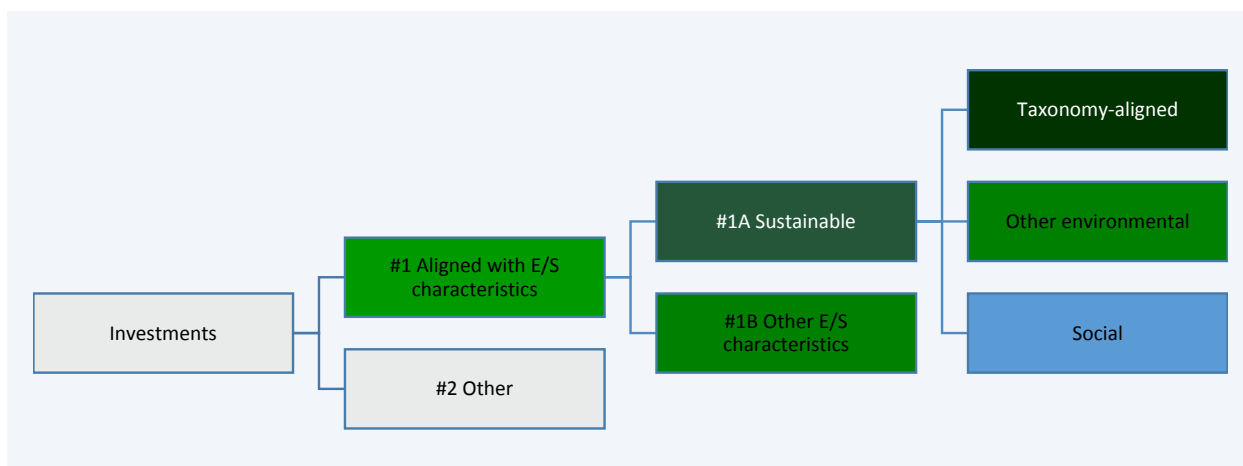 Investments
#1 Aligned with E/S
characteristics
#2 Other
#1A Sustainable
#1B Other E/S
characteristics
Taxonomy-aligned
Other environmental
Social